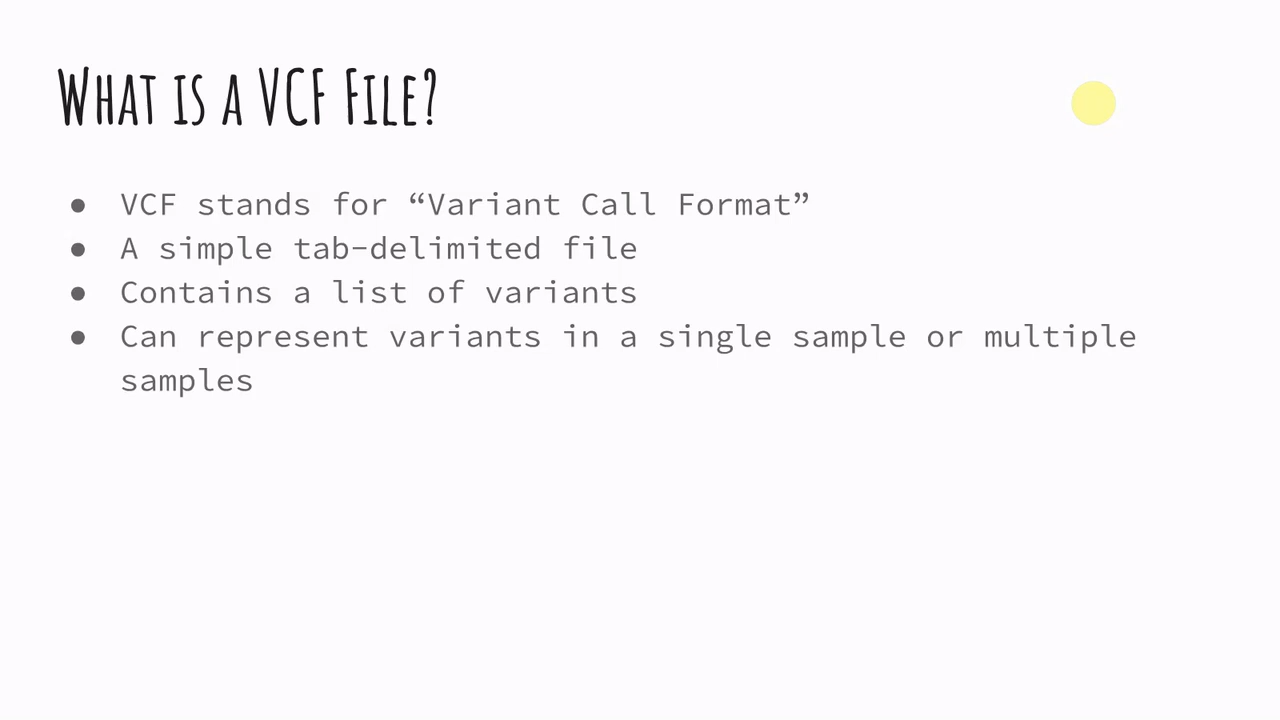 What is a VCF File?
● VCF stands for “Variant Call Format”
● A simple tab-delimited file
● Contains a list of variants
● Can represent variants in a single sample or multiple
samples